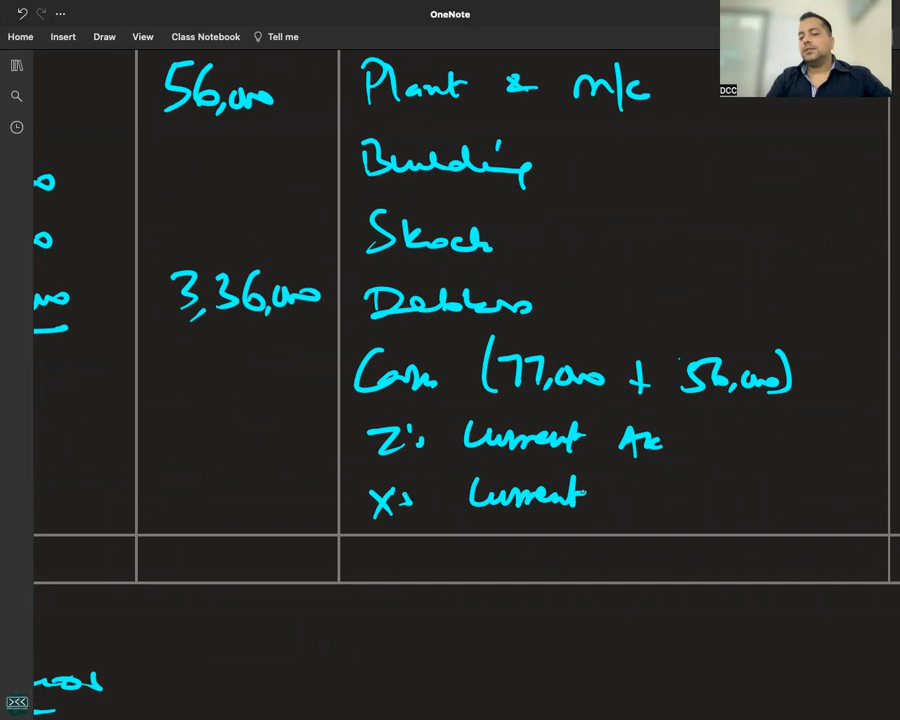 OneNote
Home Insert Draw View Class Notebook Tell me
DCC
56,000 Plant & M/c
Building
Stock
3,36,000 Debtors
Cash (77,000 + 56,000)
Z's Current A/c
X's Current